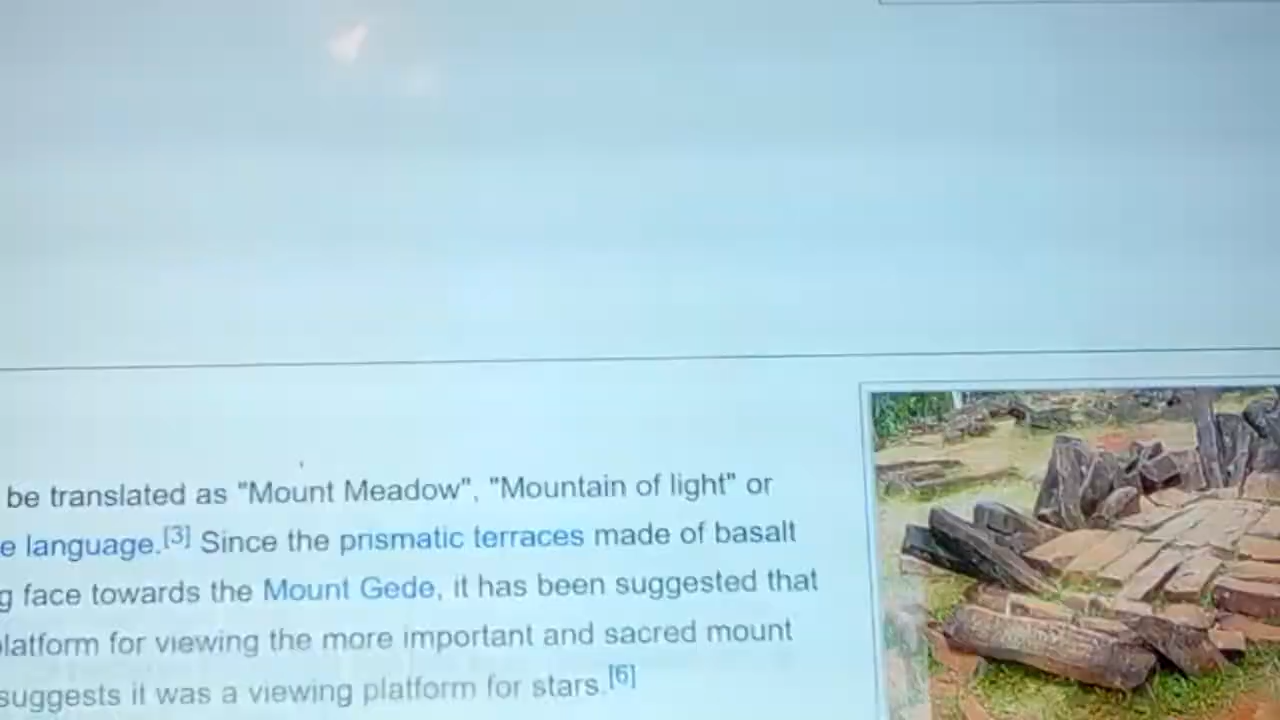 be translated as "Mount Meadow", "Mountain of light" or
e language.[3] Since the prismatic terraces made of basalt
g face towards the Mount Gede, it has been suggested that
latform for viewing the more important and sacred mount
suggests it was a viewing platform for stars.[6]